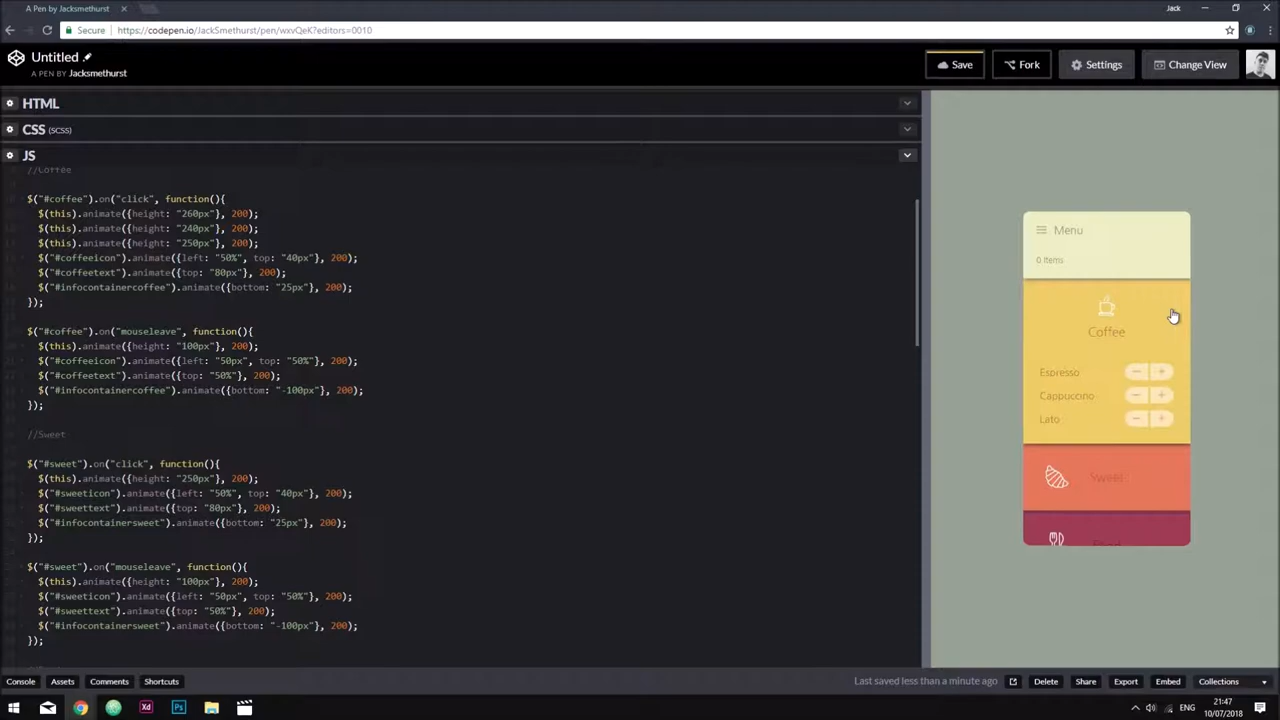 A Pen by Jacksmethurst
Jack
Secure https://codepen.io/JackSmethurst/pen/wxvQeK?editors=0010
Untitled
A PEN BY Jacksmethurst
Save
Fork
Settings
Change View
HTML
CSS (SCSS)
JS
//Coffee
$("#coffee").on("click", function(){
$(this).animate({height: "260px"}, 200);
$(this).animate({height: "240px"}, 200);
$(this).animate({height: "250px"}, 200);
$("#coffeeicon").animate({left: "50%", top: "40px"}, 200);
$("#coffeetext").animate({top: "80px"}, 200);
$("#infocontainercoffee").animate({bottom: "25px"}, 200);
});
$("#coffee").on("mouseleave", function(){
$(this).animate({height: "100px"}, 200);
$("#coffeeicon").animate({left: "50px", top: "50%"}, 200);
$("#coffeetext").animate({top: "50%"}, 200);
$("#infocontainercoffee").animate({bottom: "-100px"}, 200);
});
//Sweet
$("#sweet").on("click", function(){
$(this).animate({height: "250px"}, 200);
$("#sweeticon").animate({left: "50%", top: "40px"}, 200);
$("#sweettext").animate({top: "80px"}, 200);
$("#infocontainersweet").animate({bottom: "25px"}, 200);
});
$("#sweet").on("mouseleave", function(){
$(this).animate({height: "100px"}, 200);
$("#sweeticon").animate({left: "50px", top: "50%"}, 200);
$("#sweettext").animate({top: "50%"}, 200);
$("#infocontainersweet").animate({bottom: "-100px"}, 200);
});
Menu
0 Items
Coffee
Espresso − +
Cappuccino − +
Lato − +
Sweet
Console
Assets
Comments
Shortcuts
Last saved less than a minute ago
Delete
Share
Export
Embed
Collections
Xd
Ps
ENG
21:47
10/07/2018